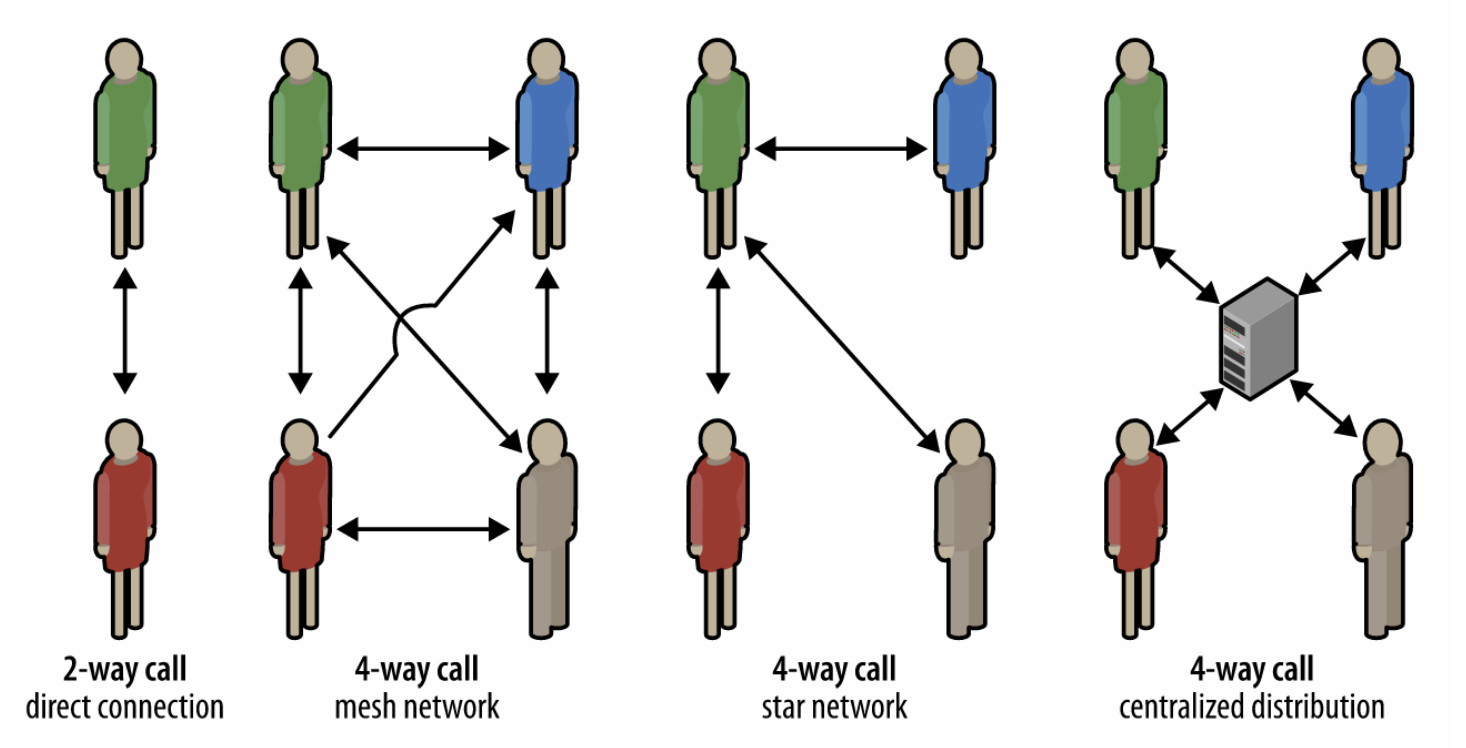 2-way call
direct connection
4-way call
mesh network
4-way call
star network
4-way call
centralized distribution